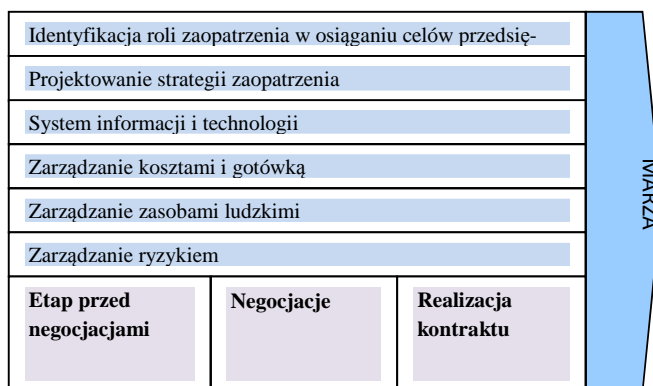 Identyfikacja roli zaopatrzenia w osiąganiu celów przedsię-
Projektowanie strategii zaopatrzenia
System informacji i technologii
Zarządzanie kosztami i gotówką
Zarządzanie zasobami ludzkimi
Zarządzanie ryzykiem
Etap przed
negocjacjami
Negocjacje
Realizacja
kontraktu
MARŻA